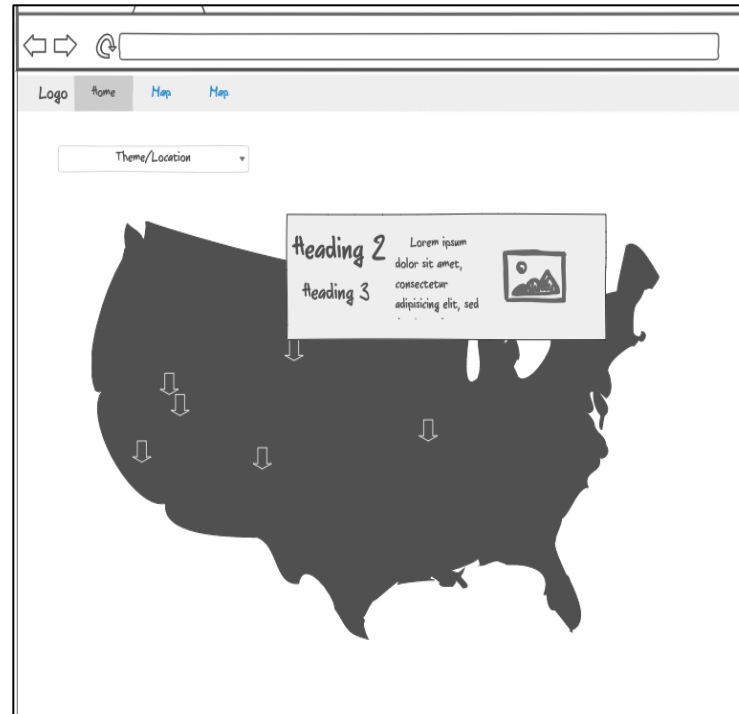 Logo Home Map Map
Theme/Location
Heading 2
Heading 3
Lorem ipsum
dolor sit amet,
consectetur
adipisicing elit, sed